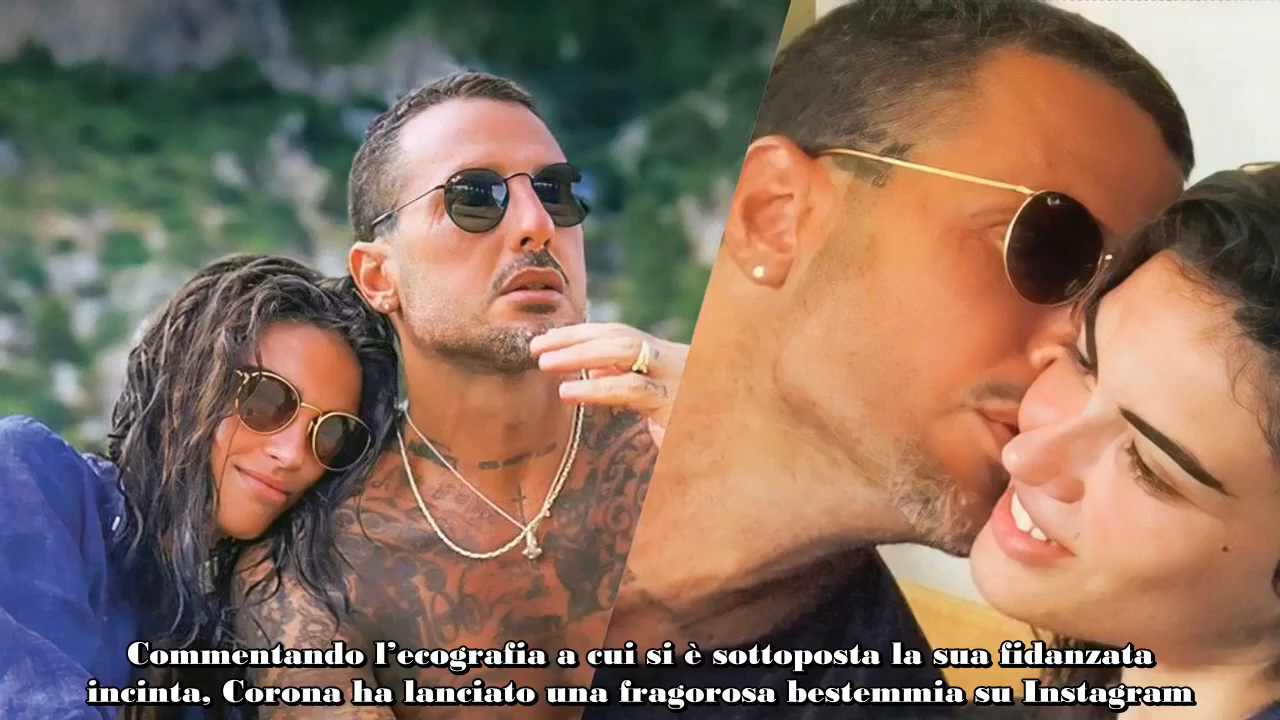 Commentando l’ecografia a cui si è sottoposta la sua fidanzata
incinta, Corona ha lanciato una fragorosa bestemmia su Instagram